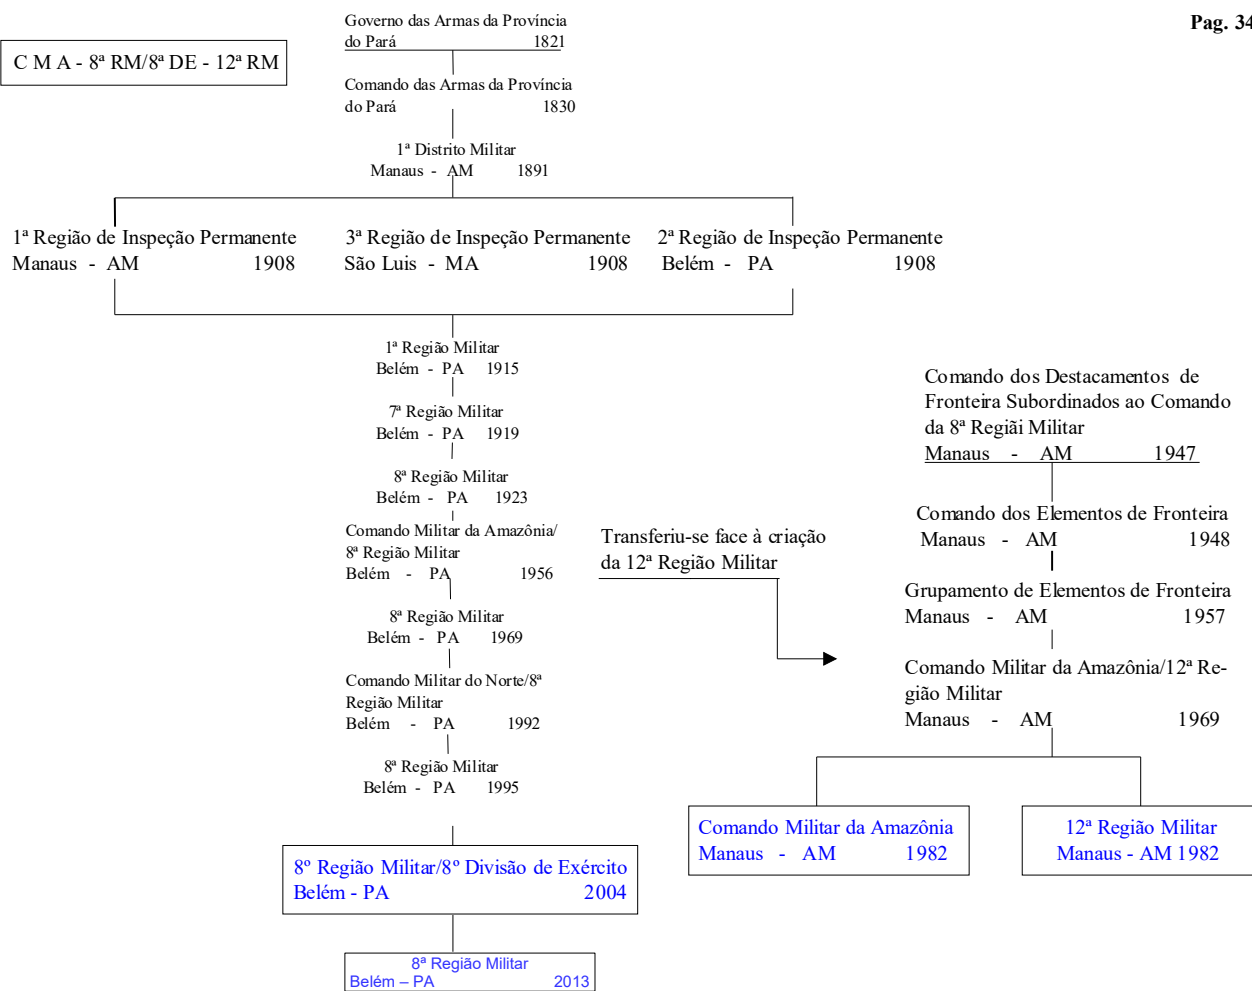 Pag. 34
C M A - 8ª RM/8ª DE - 12ª RM
Governo das Armas da Província
do Pará 1821
Comando das Armas da Província
do Pará 1830
1ª Distrito Militar
Manaus - AM 1891
1ª Região de Inspeção Permanente
Manaus - AM 1908
3ª Região de Inspeção Permanente
São Luis - MA 1908
2ª Região de Inspeção Permanente
Belém - PA 1908
1ª Região Militar
Belém - PA 1915
7ª Região Militar
Belém - PA 1919
8ª Região Militar
Belém - PA 1923
Comando Militar da Amazônia/
8ª Região Militar
Belém - PA 1956
8ª Região Militar
Belém - PA 1969
Comando Militar do Norte/8ª
Região Militar
Belém - PA 1992
8ª Região Militar
Belém - PA 1995
8º Região Militar/8º Divisão de Exército
Belém - PA 2004
8ª Região Militar
Belém – PA 2013
Transferiu-se face à criação
da 12ª Região Militar
Comando dos Destacamentos de
Fronteira Subordinados ao Comando
da 8ª Regiãi Militar
Manaus - AM 1947
Comando dos Elementos de Fronteira
Manaus - AM 1948
Grupamento de Elementos de Fronteira
Manaus - AM 1957
Comando Militar da Amazônia/12ª Re-
gião Militar
Manaus - AM 1969
Comando Militar da Amazônia
Manaus - AM 1982
12ª Região Militar
Manaus - AM 1982